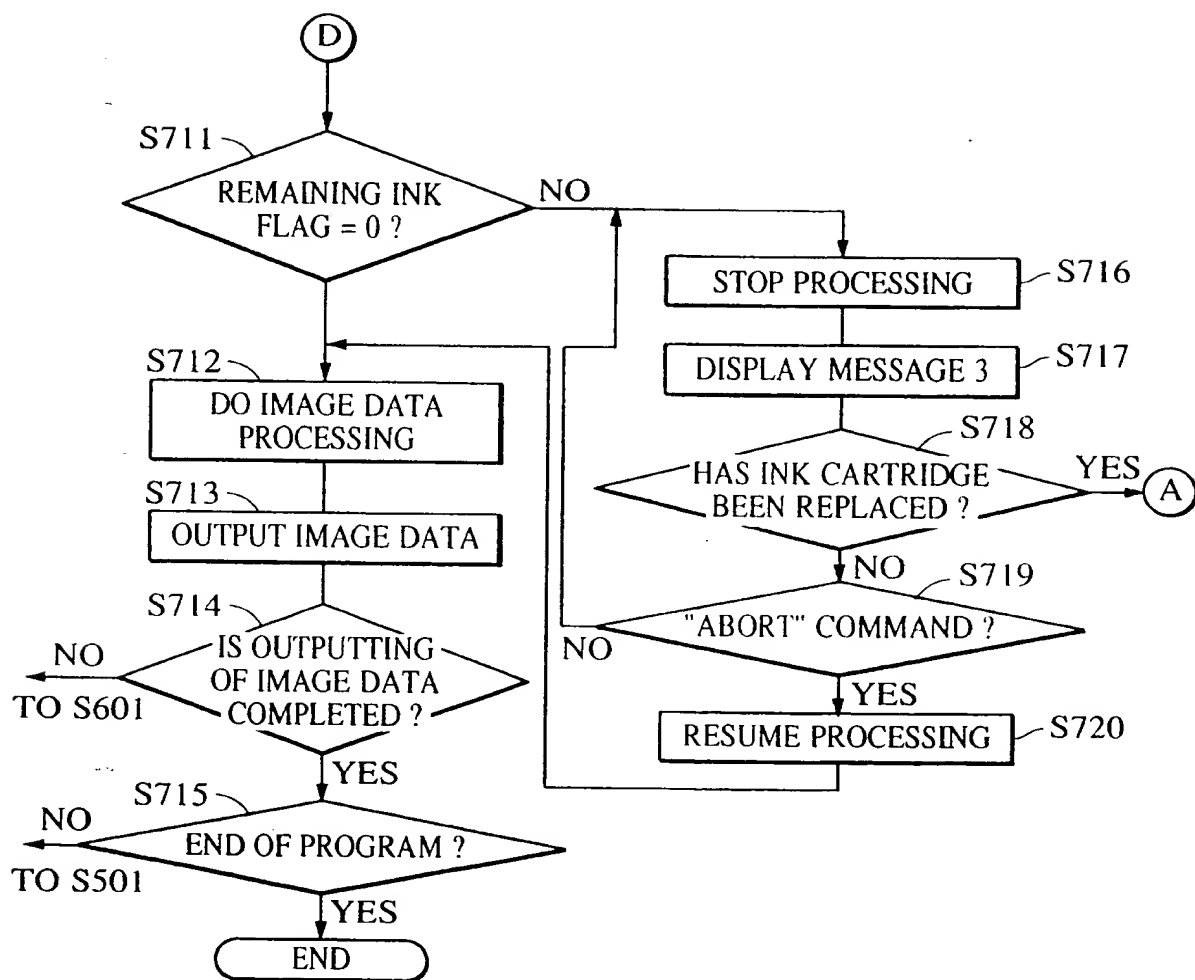 D
S711
REMAINING INK
FLAG = 0 ?
NO
S712
DO IMAGE DATA
PROCESSING
S713
OUTPUT IMAGE DATA
S714
IS OUTPUTTING
OF IMAGE DATA
COMPLETED ?
NO
TO S601
YES
S715
END OF PROGRAM ?
NO
TO S501
YES
END
STOP PROCESSING
S716
DISPLAY MESSAGE 3
S717
S718
HAS INK CARTRIDGE
BEEN REPLACED ?
YES
A
NO
S719
"ABORT" COMMAND ?
NO
YES
RESUME PROCESSING
S720